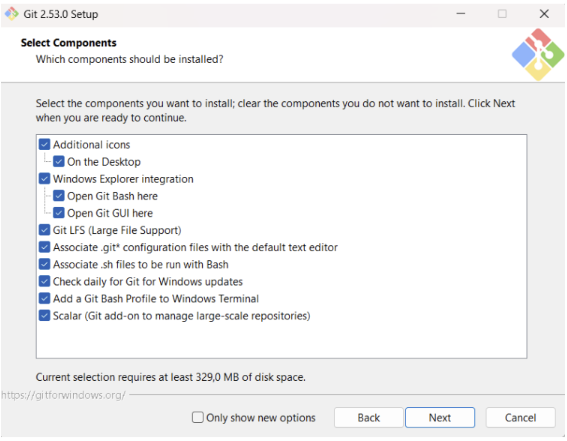 Git 2.53.0 Setup
Select Components
Which components should be installed?
Select the components you want to install; clear the components you do not want to install. Click Next
when you are ready to continue.
Additional icons
On the Desktop
Windows Explorer integration
Open Git Bash here
Open Git GUI here
Git LFS (Large File Support)
Associate .git* configuration files with the default text editor
Associate .sh files to be run with Bash
Check daily for Git for Windows updates
Add a Git Bash Profile to Windows Terminal
Scalar (Git add-on to manage large-scale repositories)
Current selection requires at least 329,0 MB of disk space.
https://gitforwindows.org/
Only show new options
Back
Next
Cancel